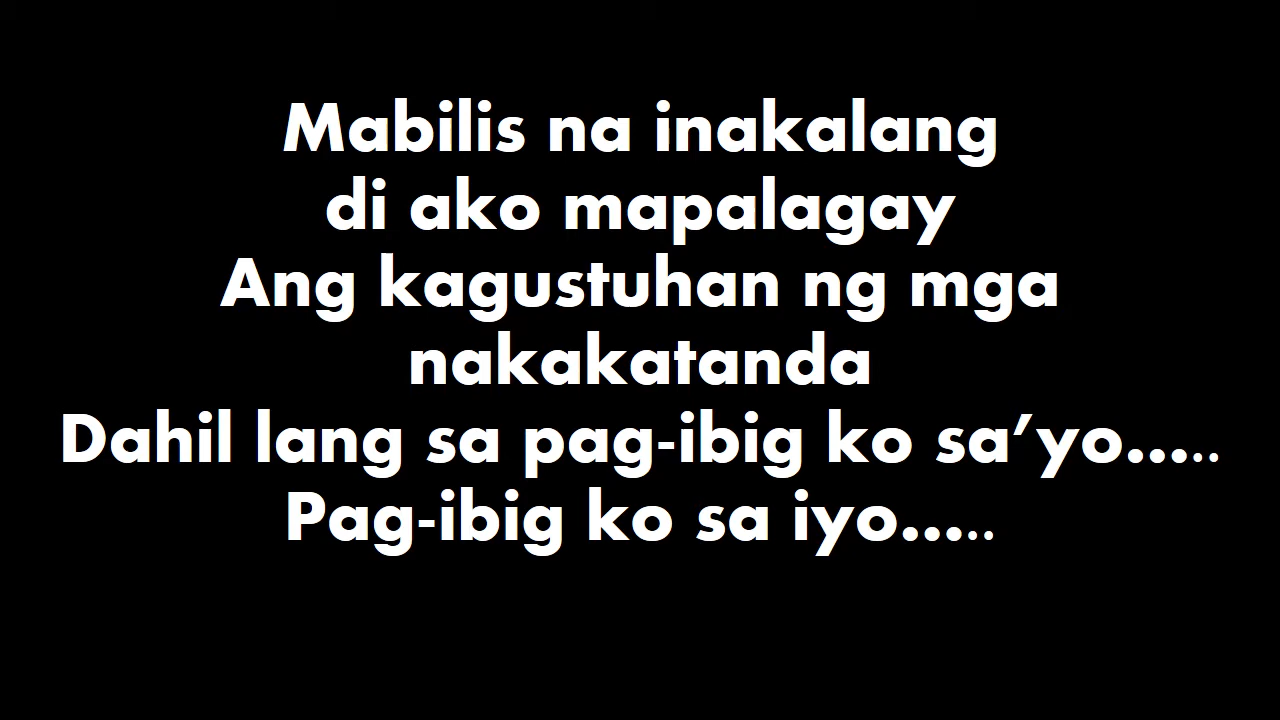 Mabilis na inakalang
di ako mapalagay
Ang kagustuhan ng mga
nakakatanda
Dahil lang sa pag-ibig ko sa’yo…..
Pag-ibig ko sa iyo…..